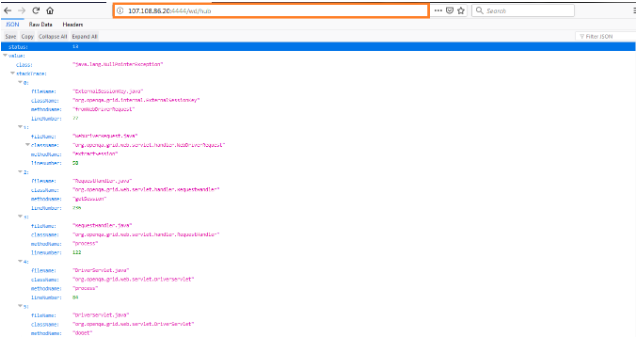 107.108.86.20:4444/wd/hub
Search
JSON Raw Data Headers
Save Copy Collapse All Expand All Filter JSON
status:
value:
class: "java.lang.NullPointerException"
stackTrace:
0:
fileName: "ExternalSessionKey.java"
className: "org.openqa.grid.internal.ExternalSessionKey"
methodName: "fromWebDriverRequest"
lineNumber: 77
1:
fileName: "WebDriverRequest.java"
className: "org.openqa.grid.web.servlet.handler.WebDriverRequest"
methodName: "extractSession"
lineNumber:
2:
fileName: "RequestHandler.java"
className: "org.openqa.grid.web.servlet.handler.RequestHandler"
methodName: "getSession"
lineNumber:
3:
fileName: "RequestHandler.java"
className: "org.openqa.grid.web.servlet.handler.RequestHandler"
methodName: "process"
lineNumber:
4:
fileName: "DriverServlet.java"
className: "org.openqa.grid.web.servlet.DriverServlet"
methodName: "process"
lineNumber:
5:
fileName: "DriverServlet.java"
className: "org.openqa.grid.web.servlet.DriverServlet"
methodName: "doGet"